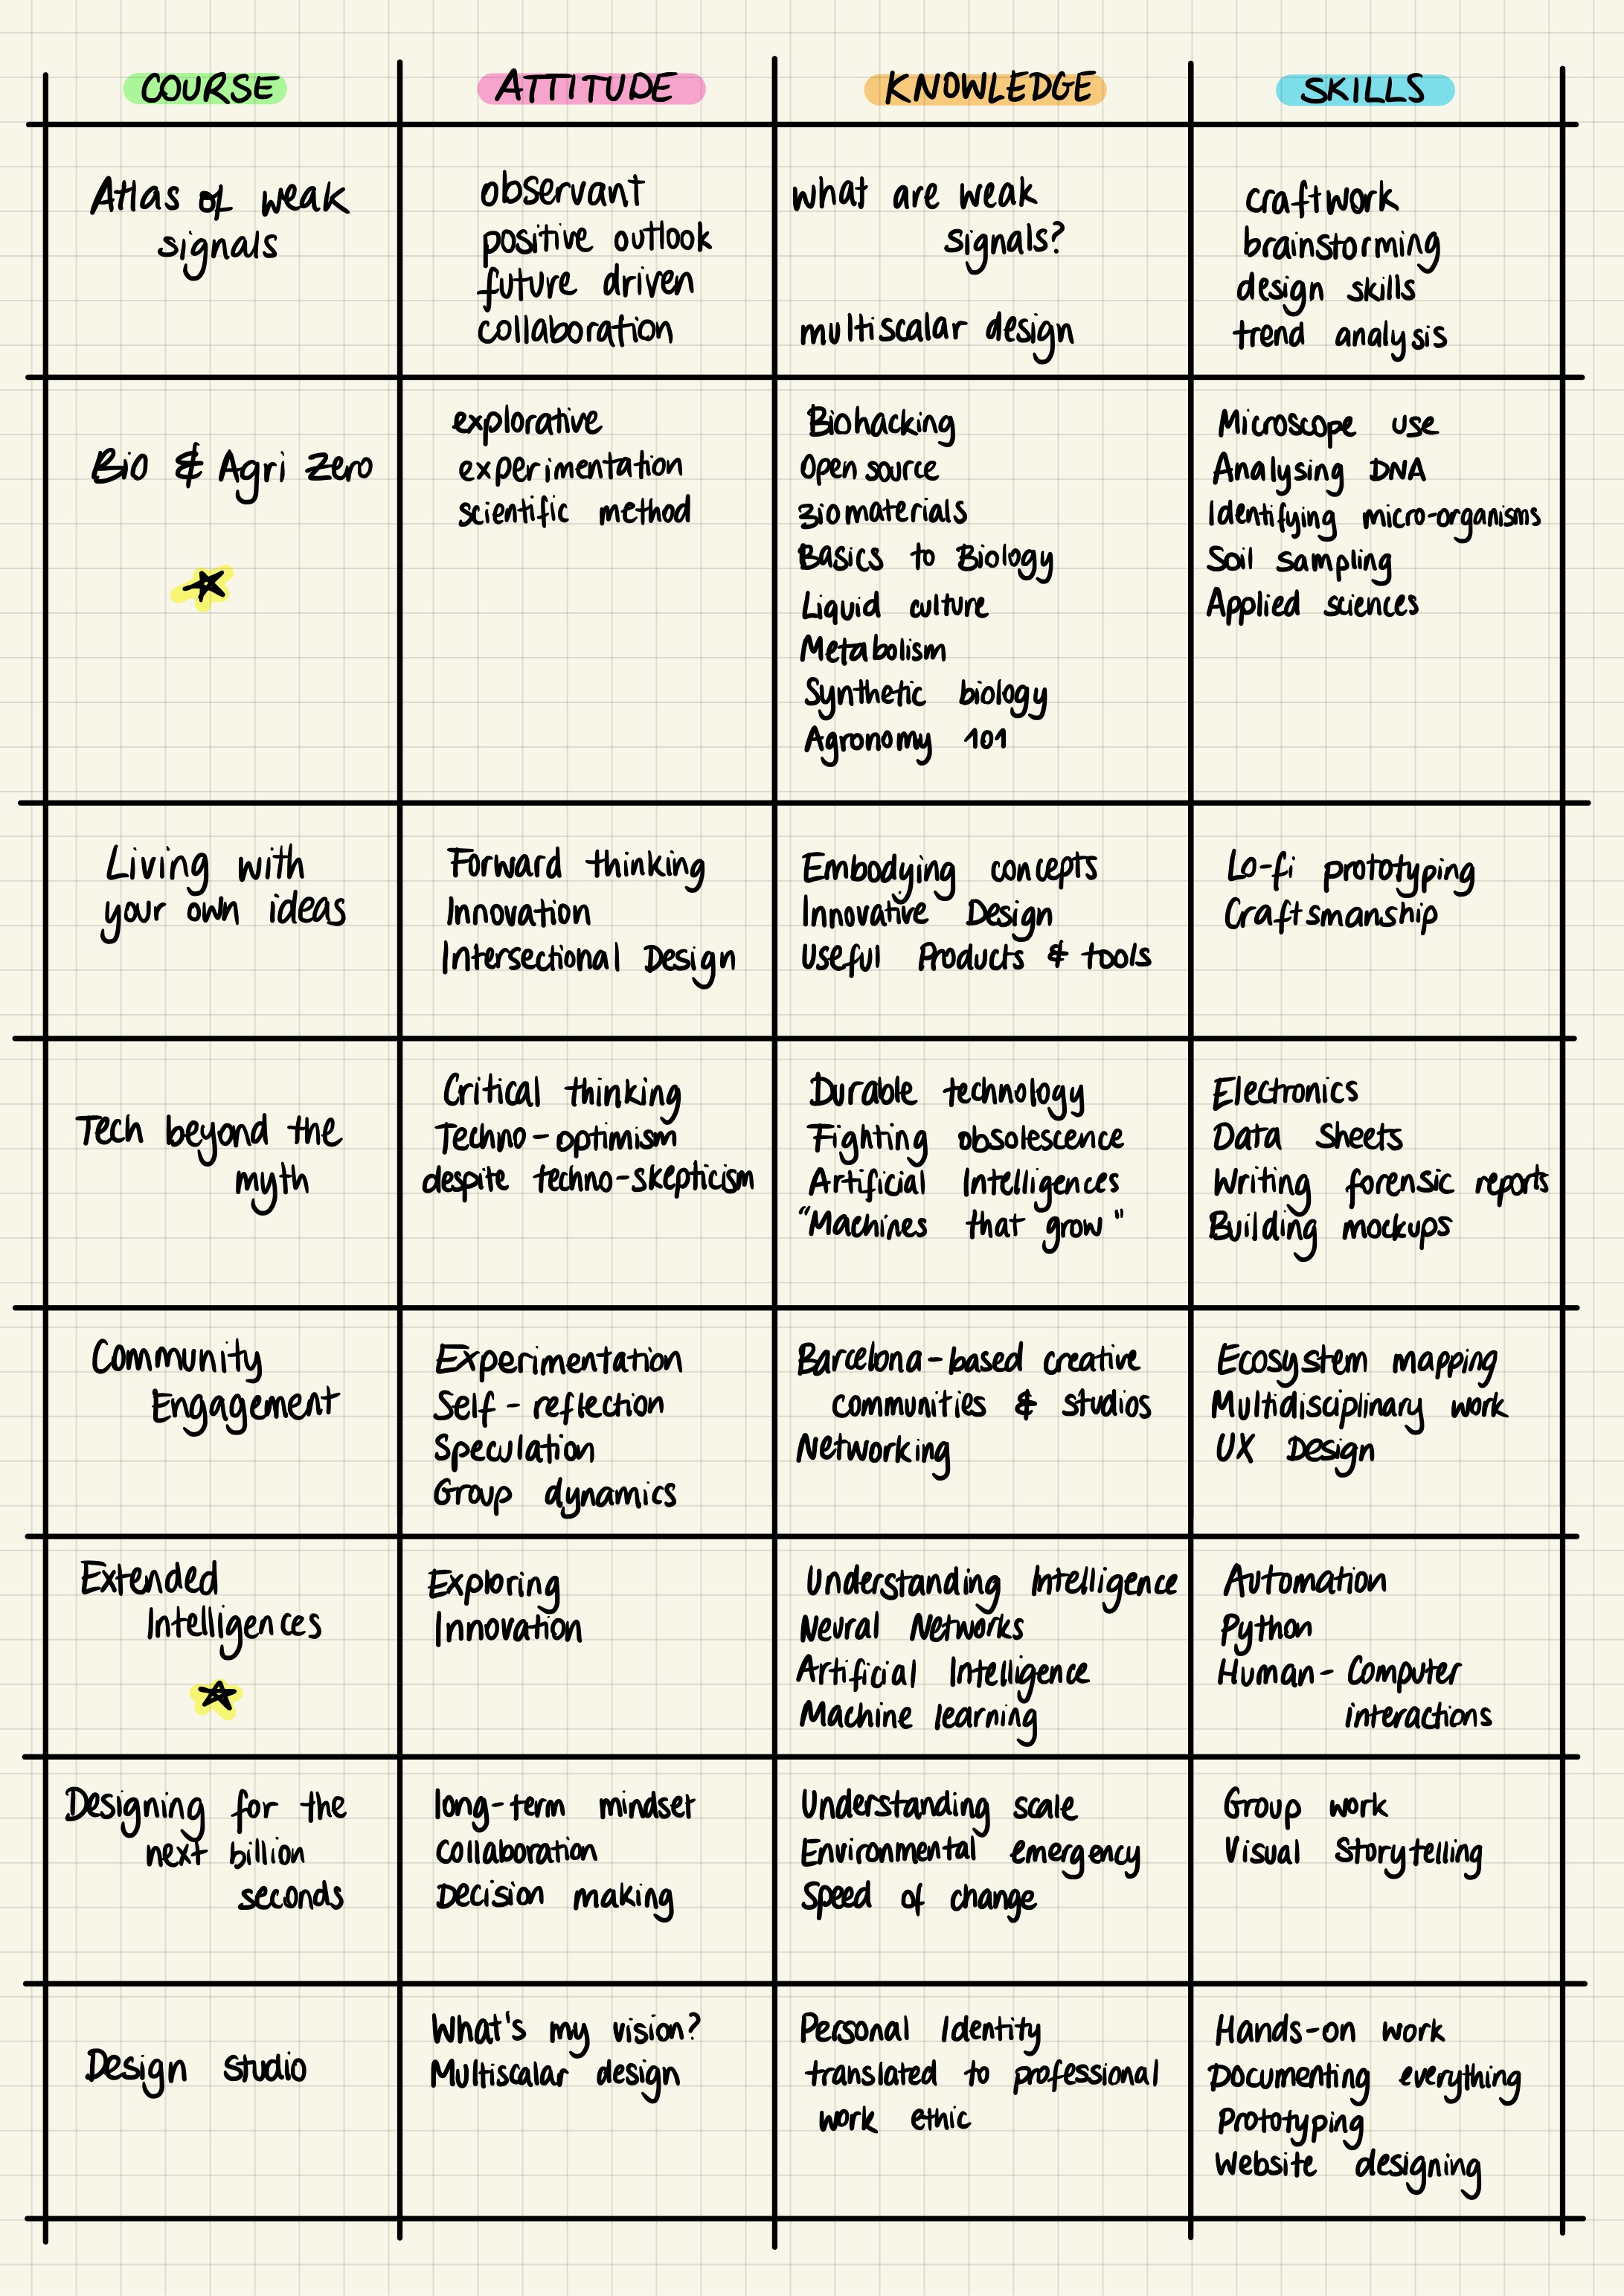 COURSE
ATTITUDE
KNOWLEDGE
SKILLS
Atlas of weak
signals
observant
positive outlook
future driven
collaboration
what are weak
signals?
multiscalar design
craftwork
brainstorming
design skills
trend analysis
Bio & Agri Zero
explorative
experimentation
scientific method
Biohacking
Open source
Biomaterials
Basics to Biology
Liquid culture
Metabolism
Synthetic biology
Agronomy 101
Microscope use
Analysing DNA
Identifying micro-organisms
Soil sampling
Applied sciences
Living with
your own ideas
Forward thinking
Innovation
Intersectional Design
Embodying concepts
Innovative Design
Useful Products & tools
Lo-fi prototyping
Craftsmanship
Tech beyond the
myth
Critical thinking
Techno-optimism
despite techno-skepticism
Durable technology
Fighting obsolescence
Artificial Intelligences
"Machines that grow"
Electronics
Data Sheets
Writing forensic reports
Building mockups
Community
Engagement
Experimentation
Self-reflection
Speculation
Group dynamics
Barcelona-based creative
communities & studios
Networking
Ecosystem mapping
Multidisciplinary work
UX Design
Extended
Intelligences
Exploring
Innovation
Understanding Intelligence
Neural Networks
Artificial Intelligence
Machine learning
Automation
Python
Human-Computer
interactions
Designing for the
next billion
seconds
long-term mindset
collaboration
Decision making
Understanding scale
Environmental emergency
Speed of change
Group work
Visual Storytelling
Design studio
What's my vision?
Multiscalar design
Personal Identity
translated to professional
work ethic
Hands-on work
Documenting everything
Prototyping
Website designing